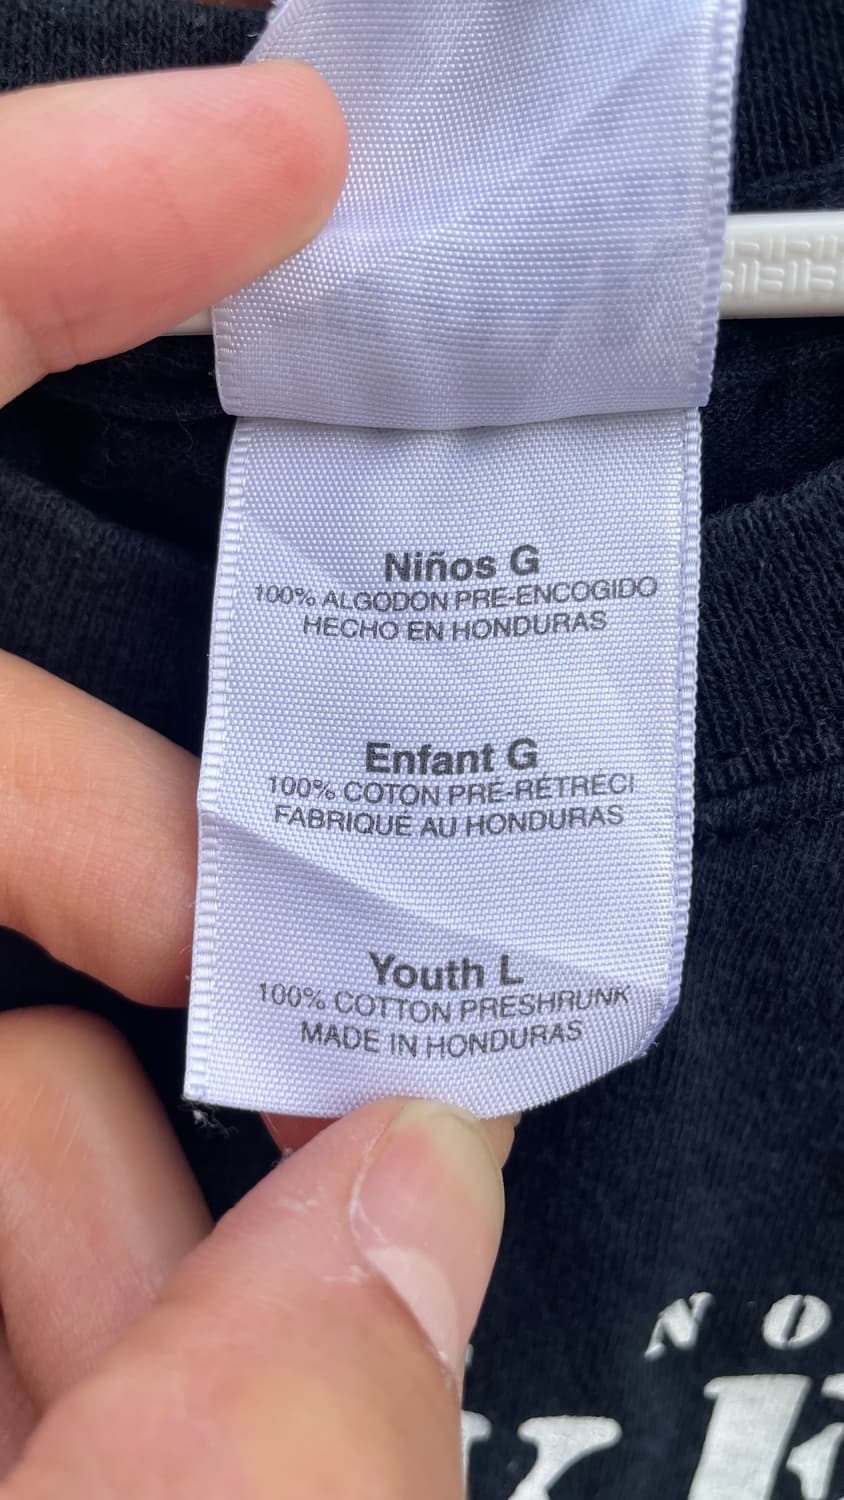 Niños G
100% ALGODON PRE-ENCOGIDO
HECHO EN HONDURAS
Enfant G
100% COTON PRÉ-RÉTRÉCI
FABRIQUÉ AU HONDURAS
Youth L
100% COTTON PRESHRUNK
MADE IN HONDURAS
N O